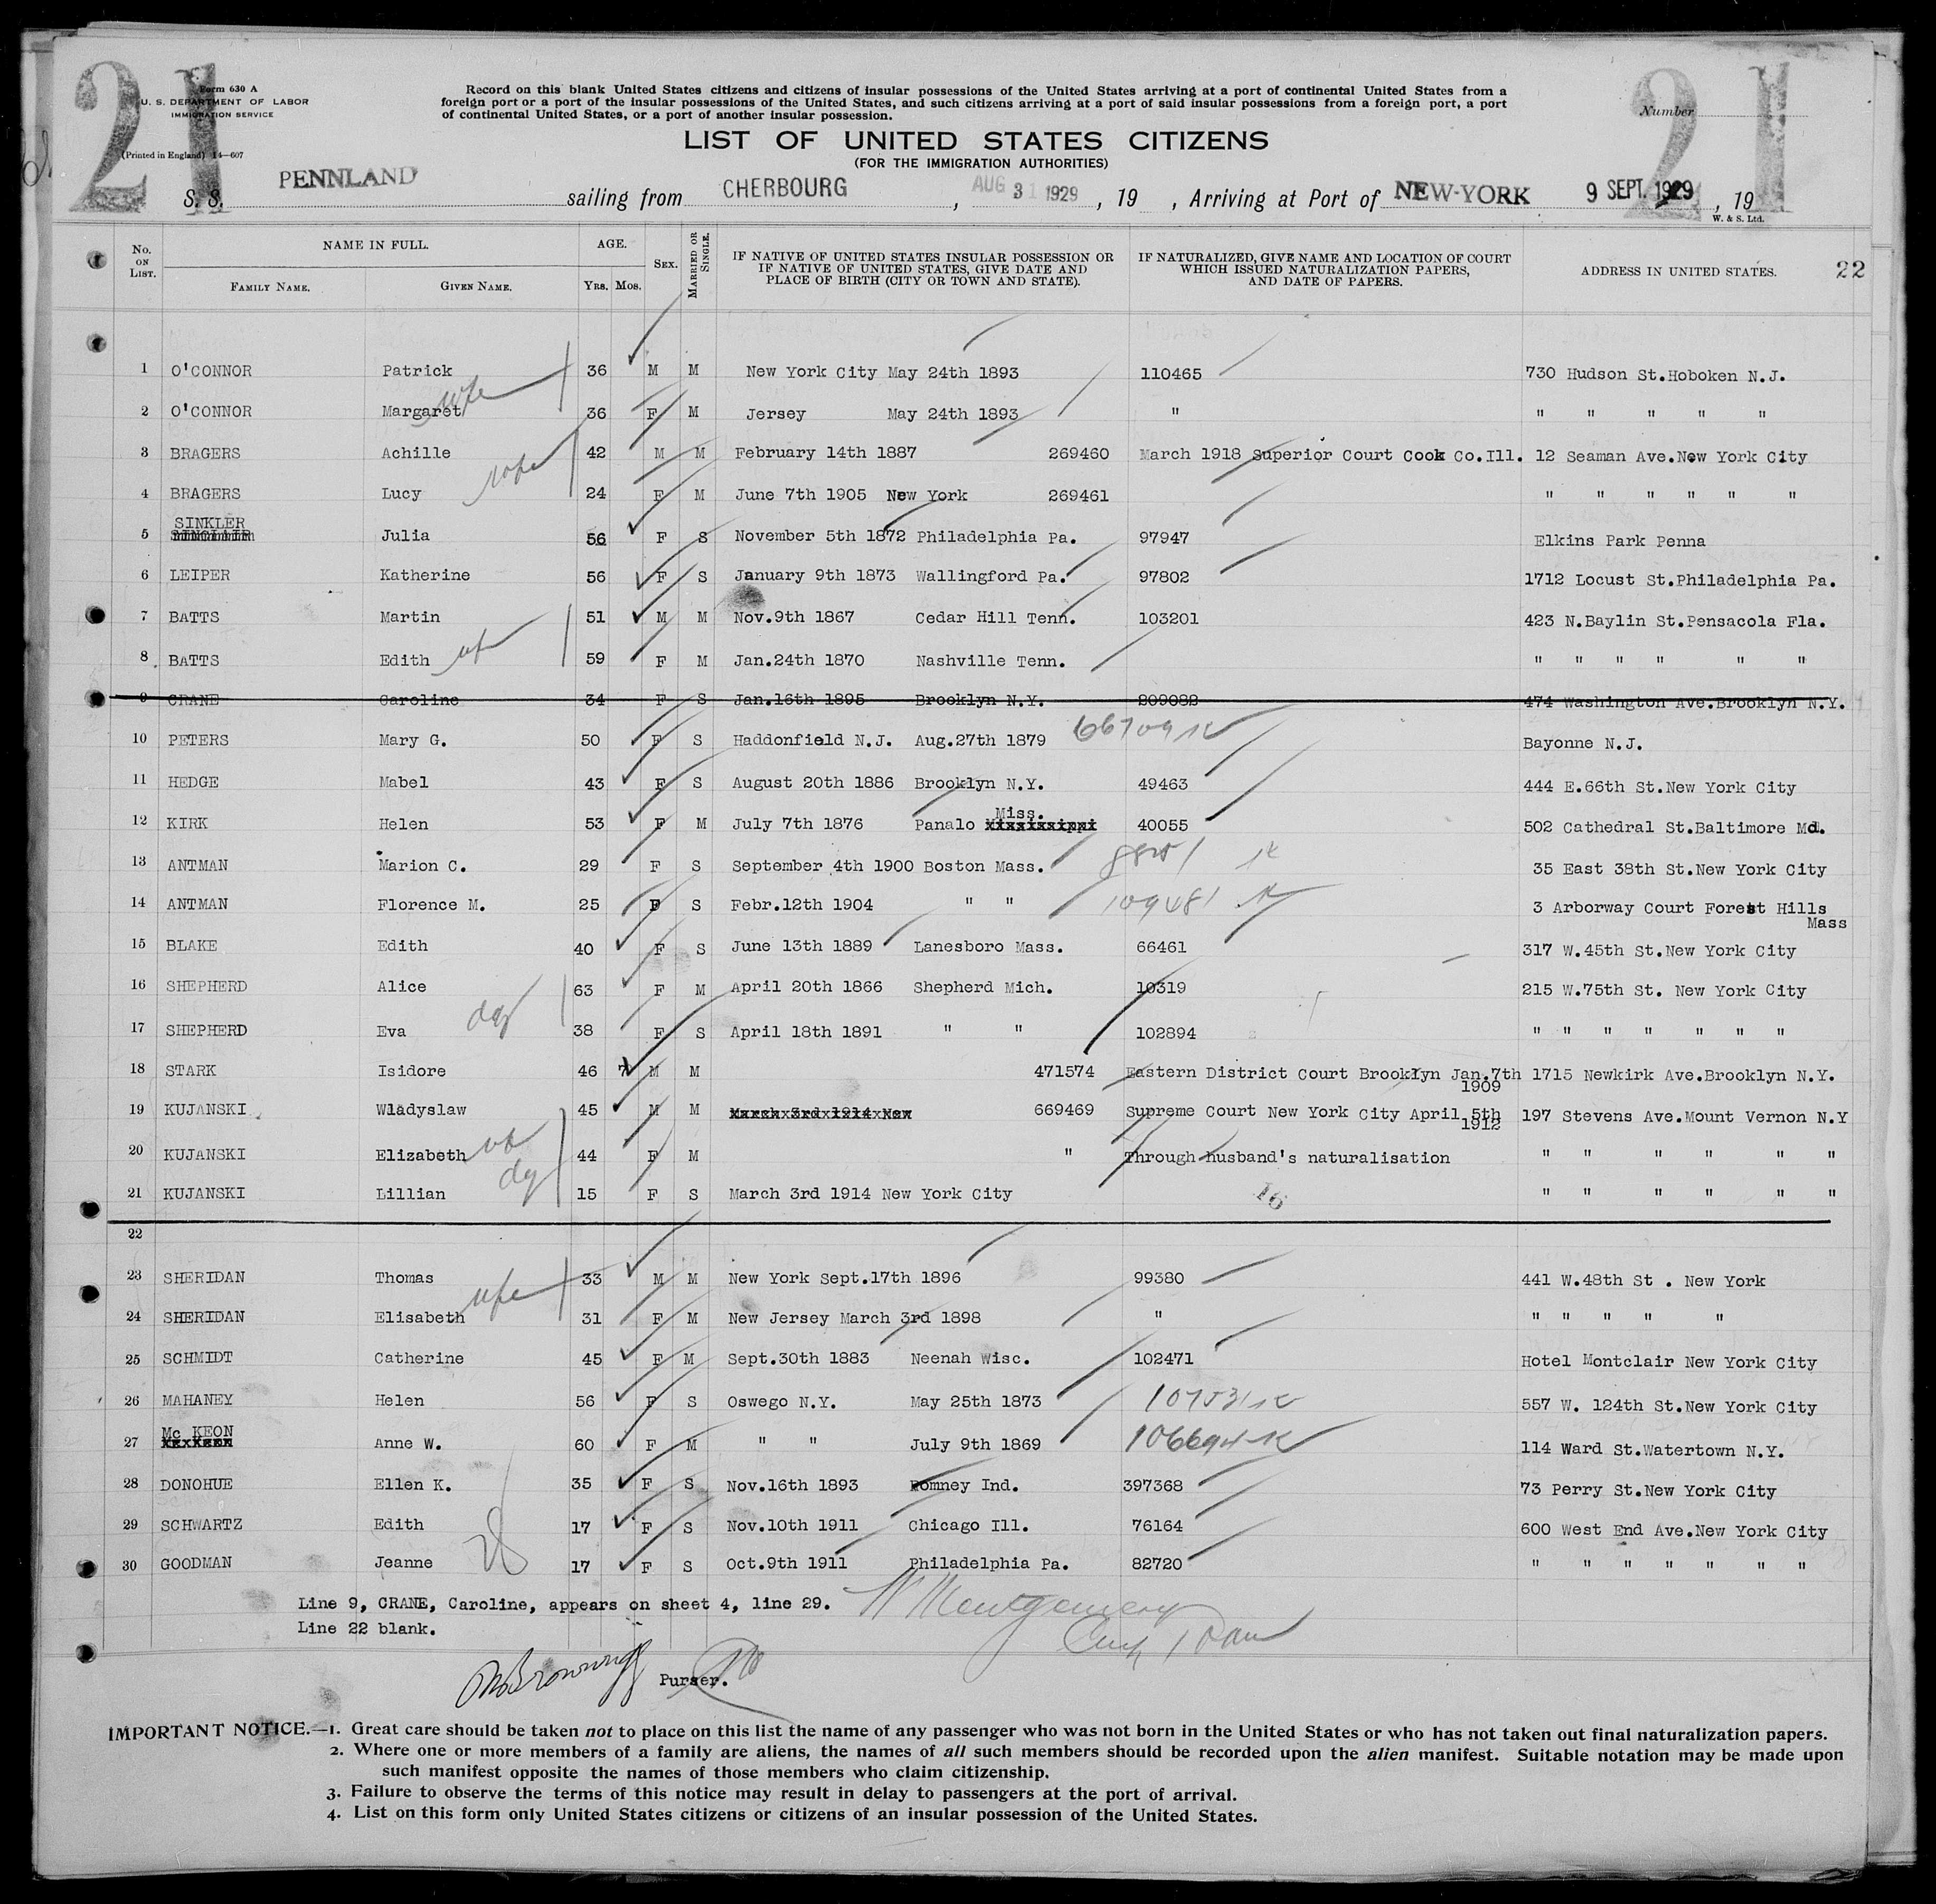 21 21
Form 630 A
U. S. DEPARTMENT OF LABOR
IMMIGRATION SERVICE
(Printed in England) 14—607
Record on this blank United States citizens and citizens of insular possessions of the United States arriving at a port of continental United States from a
foreign port or a port of the insular possessions of the United States, and such citizens arriving at a port of said insular possessions from a foreign port, a port
of continental United States, or a port of another insular possession.
Number
LIST OF UNITED STATES CITIZENS
(FOR THE IMMIGRATION AUTHORITIES)
S. S. PENNLAND sailing from CHERBOURG, AUG 31 1929, 19 , Arriving at Port of NEW-YORK 9 SEPT. 1929, 19
W. & S. Ltd.
No. ON LIST. NAME IN FULL. FAMILY NAME. GIVEN NAME. AGE. YRS. MOS. SEX. MARRIED OR SINGLE. IF NATIVE OF UNITED STATES INSULAR POSSESSION OR IF NATIVE OF UNITED STATES, GIVE DATE AND PLACE OF BIRTH (CITY OR TOWN AND STATE). IF NATURALIZED, GIVE NAME AND LOCATION OF COURT WHICH ISSUED NATURALIZATION PAPERS, AND DATE OF PAPERS. ADDRESS IN UNITED STATES. 22
1 O'CONNOR Patrick 36 M M New York City May 24th 1893 110465 730 Hudson St.Hoboken N.J.
2 O'CONNOR Margaret wife 36 F M Jersey May 24th 1893 " " " " " "
3 BRAGERS Achille 42 M M February 14th 1887 269460 March 1918 Superior Court Cook Co.Ill. 12 Seaman Ave.New York City
4 BRAGERS Lucy wife 24 F M June 7th 1905 New York 269461 " " " " " "
SINKLER
5 SINCLAIR Julia 56 F S November 5th 1872 Philadelphia Pa. 97947 Elkins Park Penna
6 LEIPER Katherine 56 F S January 9th 1873 Wallingford Pa. 97802 1712 Locust St.Philadelphia Pa.
7 BATTS Martin 51 M M Nov.9th 1867 Cedar Hill Tenn. 103201 423 N.Baylin St.Pensacola Fla.
8 BATTS Edith wf 59 F M Jan.24th 1870 Nashville Tenn. " " " " " "
9 CRANE Caroline 34 F S Jan.16th 1895 Brooklyn N.Y. 209082 474 Washington Ave.Brooklyn N.Y.
10 PETERS Mary G. 50 F S Haddonfield N.J. Aug.27th 1879 Bayonne N.J.
11 HEDGE Mabel 43 F S August 20th 1886 Brooklyn N.Y. 49463 444 E.66th St.New York City
Miss.
12 KIRK Helen 53 F M July 7th 1876 Panalo 40055 502 Cathedral St.Baltimore Md.
13 ANTMAN Marion C. 29 F S September 4th 1900 Boston Mass. 35 East 38th St.New York City
14 ANTMAN Florence M. 25 F S Febr.12th 1904 " " 109481 3 Arborway Court Forest Hills
Mass
15 BLAKE Edith 40 F S June 13th 1889 Lanesboro Mass. 66461 317 W.45th St.New York City
16 SHEPHERD Alice 63 F M April 20th 1866 Shepherd Mich. 10319 215 W.75th St. New York City
17 SHEPHERD Eva 38 F S April 18th 1891 " " 102894 " " " " " " "
18 STARK Isidore 46 M M 471574 Eastern District Court Brooklyn Jan.7th 1715 Newkirk Ave.Brooklyn N.Y.
1909
19 KUJANSKI Wladyslaw 45 M M March 3rd 1914 New 669469 Supreme Court New York City April 5th 197 Stevens Ave.Mount Vernon N.Y
1912
20 KUJANSKI Elizabeth 44 F M " Through husband's naturalisation " " " " " "
21 KUJANSKI Lillian 15 F S March 3rd 1914 New York City 16 " " " " " "
22
23 SHERIDAN Thomas 33 M M New York Sept.17th 1896 99380 441 W.48th St . New York
24 SHERIDAN Elisabeth wife 31 F M New Jersey March 3rd 1898 " " " " " "
25 SCHMIDT Catherine 45 F M Sept.30th 1883 Neenah Wisc. 102471 Hotel Montclair New York City
26 MAHANEY Helen 56 F S Oswego N.Y. May 25th 1873 557 W. 124th St.New York City
Mc KEON
27 Anne W. 60 F M " " July 9th 1869 106694 114 Ward St.Watertown N.Y.
28 DONOHUE Ellen K. 35 F S Nov.16th 1893 Romney Ind. 397368 73 Perry St.New York City
29 SCHWARTZ Edith 17 F S Nov.10th 1911 Chicago Ill. 76164 600 West End Ave.New York City
30 GOODMAN Jeanne 17 F S Oct.9th 1911 Philadelphia Pa. 82720 " " " " " " "
28
Line 9, CRANE, Caroline, appears on sheet 4, line 29.
Line 22 blank.
Montgomery
Purser.
IMPORTANT NOTICE.—1. Great care should be taken not to place on this list the name of any passenger who was not born in the United States or who has not taken out final naturalization papers.
2. Where one or more members of a family are aliens, the names of all such members should be recorded upon the alien manifest. Suitable notation may be made upon
such manifest opposite the names of those members who claim citizenship.
3. Failure to observe the terms of this notice may result in delay to passengers at the port of arrival.
4. List on this form only United States citizens or citizens of an insular possession of the United States.